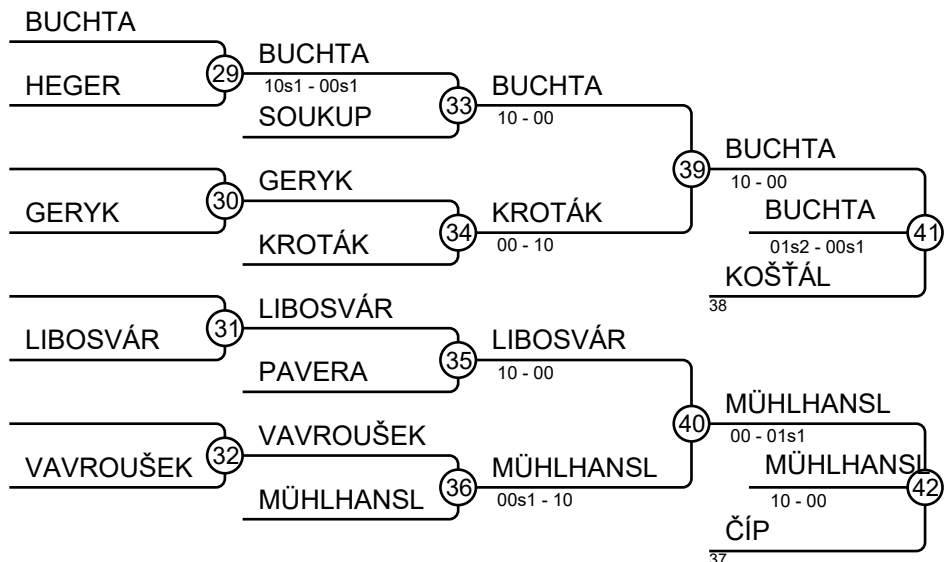 BUCHTA
HEGER
29
BUCHTA
10s1 - 00s1
SOUKUP
33
BUCHTA
10 - 00
GERYK
30
GERYK
KROTÁK
34
KROTÁK
00 - 10
39
BUCHTA
10 - 00
BUCHTA
01s2 - 00s1
KOŠŤÁL
38
41
LIBOSVÁR
31
LIBOSVÁR
PAVERA
35
LIBOSVÁR
10 - 00
VAVROUŠEK
32
VAVROUŠEK
MÜHLHANSL
36
MÜHLHANSL
00s1 - 10
40
MÜHLHANSL
00 - 01s1
MÜHLHANSL
10 - 00
ČÍP
37
42